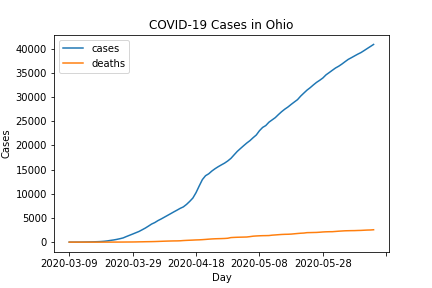 COVID-19 Cases in Ohio
cases
deaths
40000
35000
30000
25000
20000
15000
10000
5000
0
Cases
2020-03-09 2020-03-29 2020-04-18 2020-05-08 2020-05-28
Day